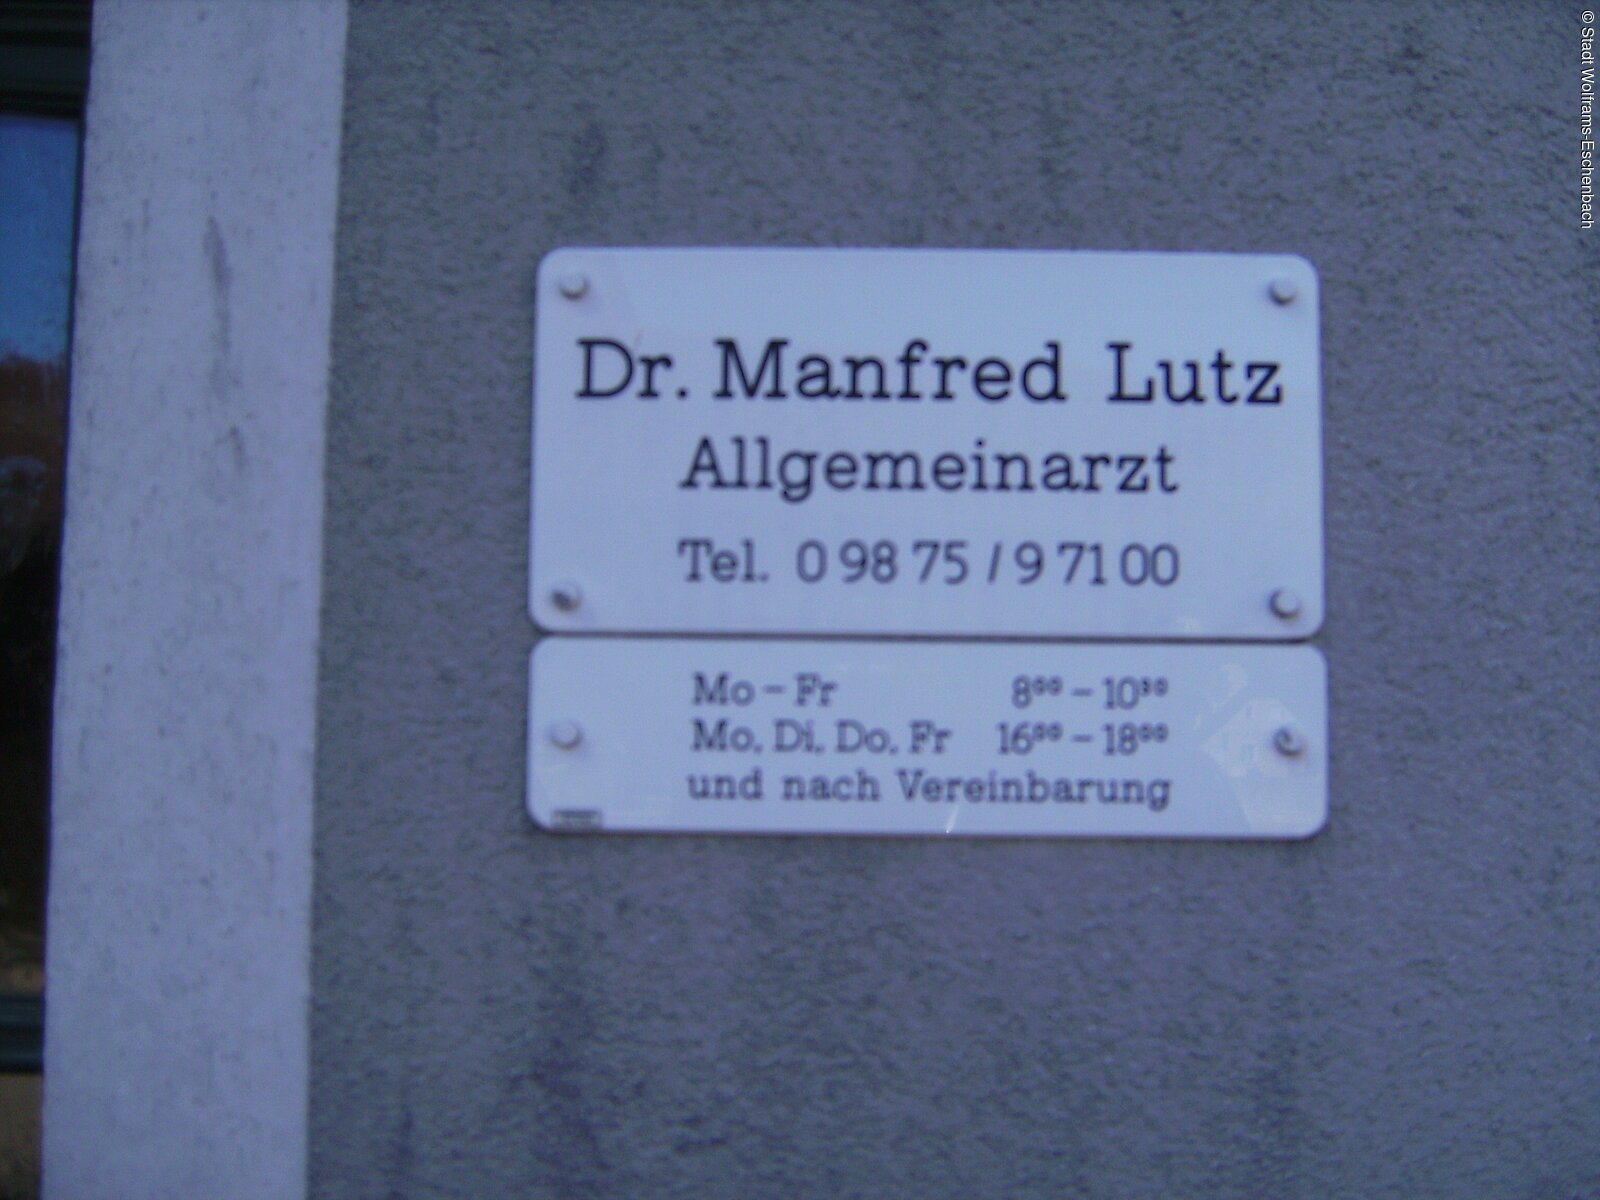 Dr. Manfred Lutz
Allgemeinarzt
Tel. 0 98 75 / 9 71 00
Mo – Fr 8⁰⁰ – 10³⁰
Mo. Di. Do. Fr 16⁰⁰ – 18⁰⁰
und nach Vereinbarung
© Stadt Wolframs-Eschenbach